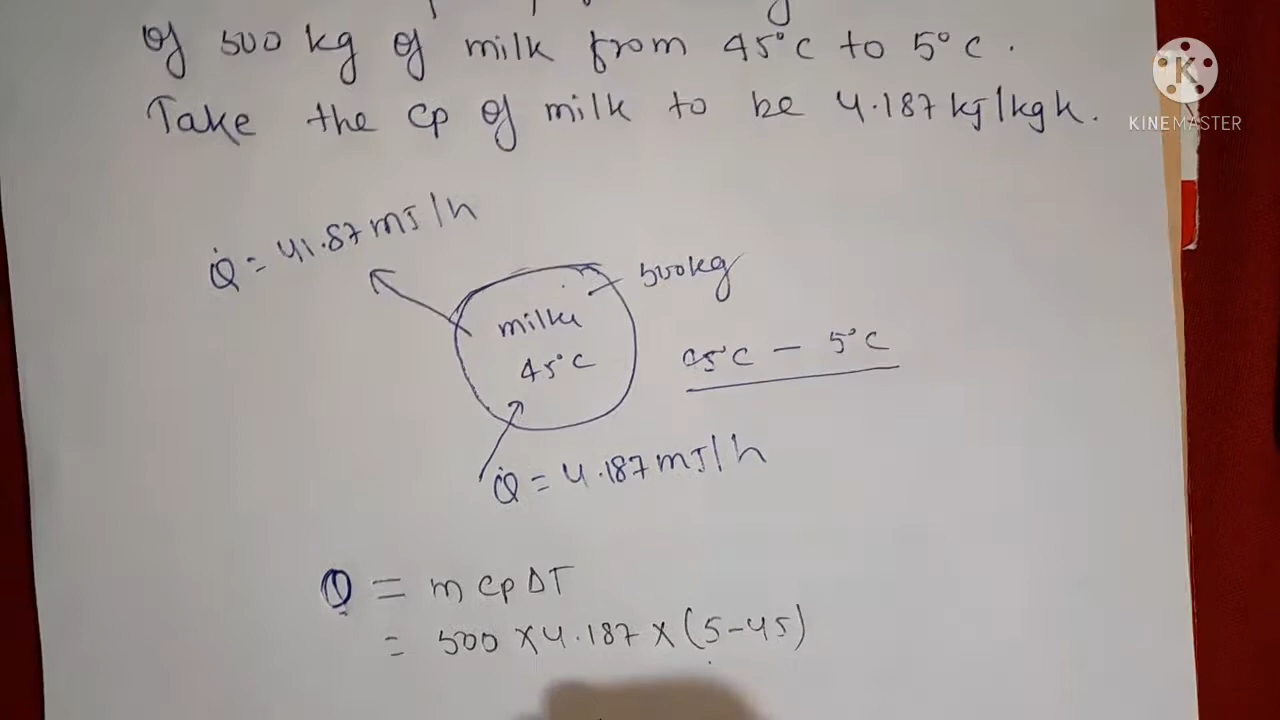 of 500 kg of milk from 45°C to 5°C.
Take the Cp of milk to be 4.187 kJ/kgk.
K
KINEMASTER
Q̇ = 41.87 mJ/h
500kg
milk
45°C
45°C - 5°C
Q̇ = 4.187 mJ/h
Q = m Cp ΔT
= 500 × 4.187 × (5-45)